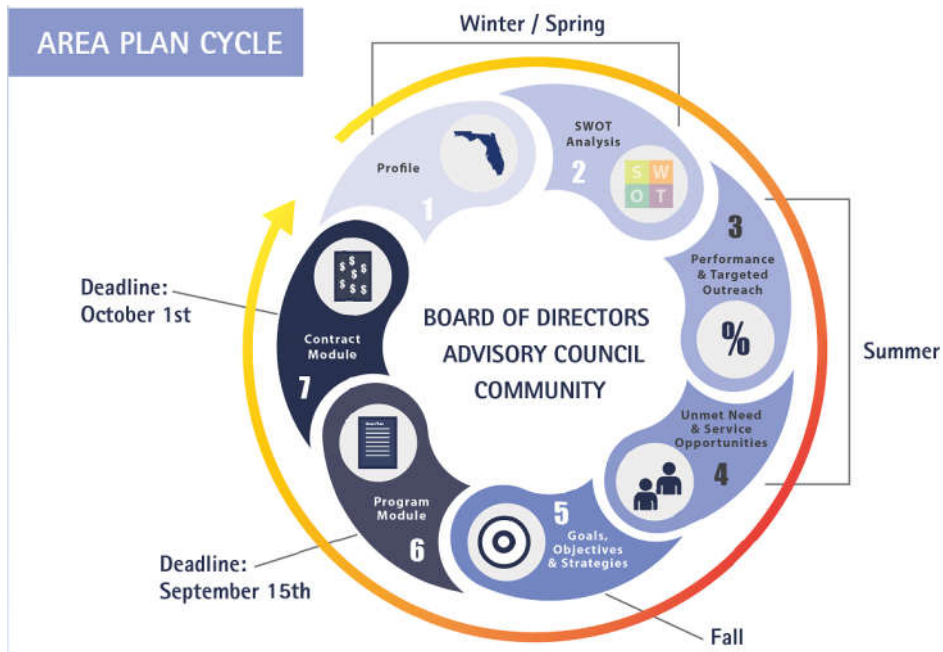 AREA PLAN CYCLE
Winter / Spring
Profile
1
SWOT
Analysis
2
S W
O T
3
Performance
& Targeted
Outreach
%
Summer
Unmet Need
& Service
Opportunities
4
5
Goals,
Objectives
& Strategies
Fall
Program
Module
6
Deadline:
September 15th
$ $ $
$ $
$ $ $
Contract
Module
7
Deadline:
October 1st
BOARD OF DIRECTORS
ADVISORY COUNCIL
COMMUNITY